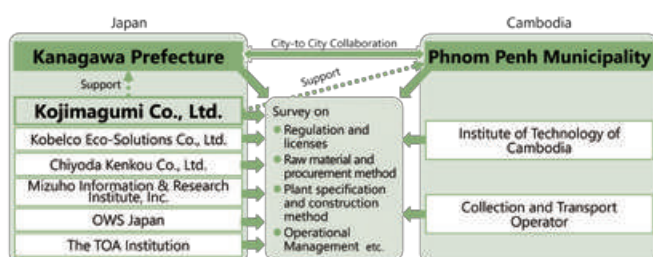 Japan
Cambodia
City-to City Collaboration
Kanagawa Prefecture
Phnom Penh Municipality
Support
Support
Kojimagumi Co., Ltd.
Kobelco Eco-Solutions Co., Ltd.
Chiyoda Kenkou Co., Ltd.
Mizuho Information & Research
Institute, Inc.
OWS Japan
The TOA Institution
Survey on
Regulation and
licenses
Raw material and
procurement method
Plant specification
and construction
method
Operational
Management etc.
Institute of Technology of
Cambodia
Collection and Transport
Operator